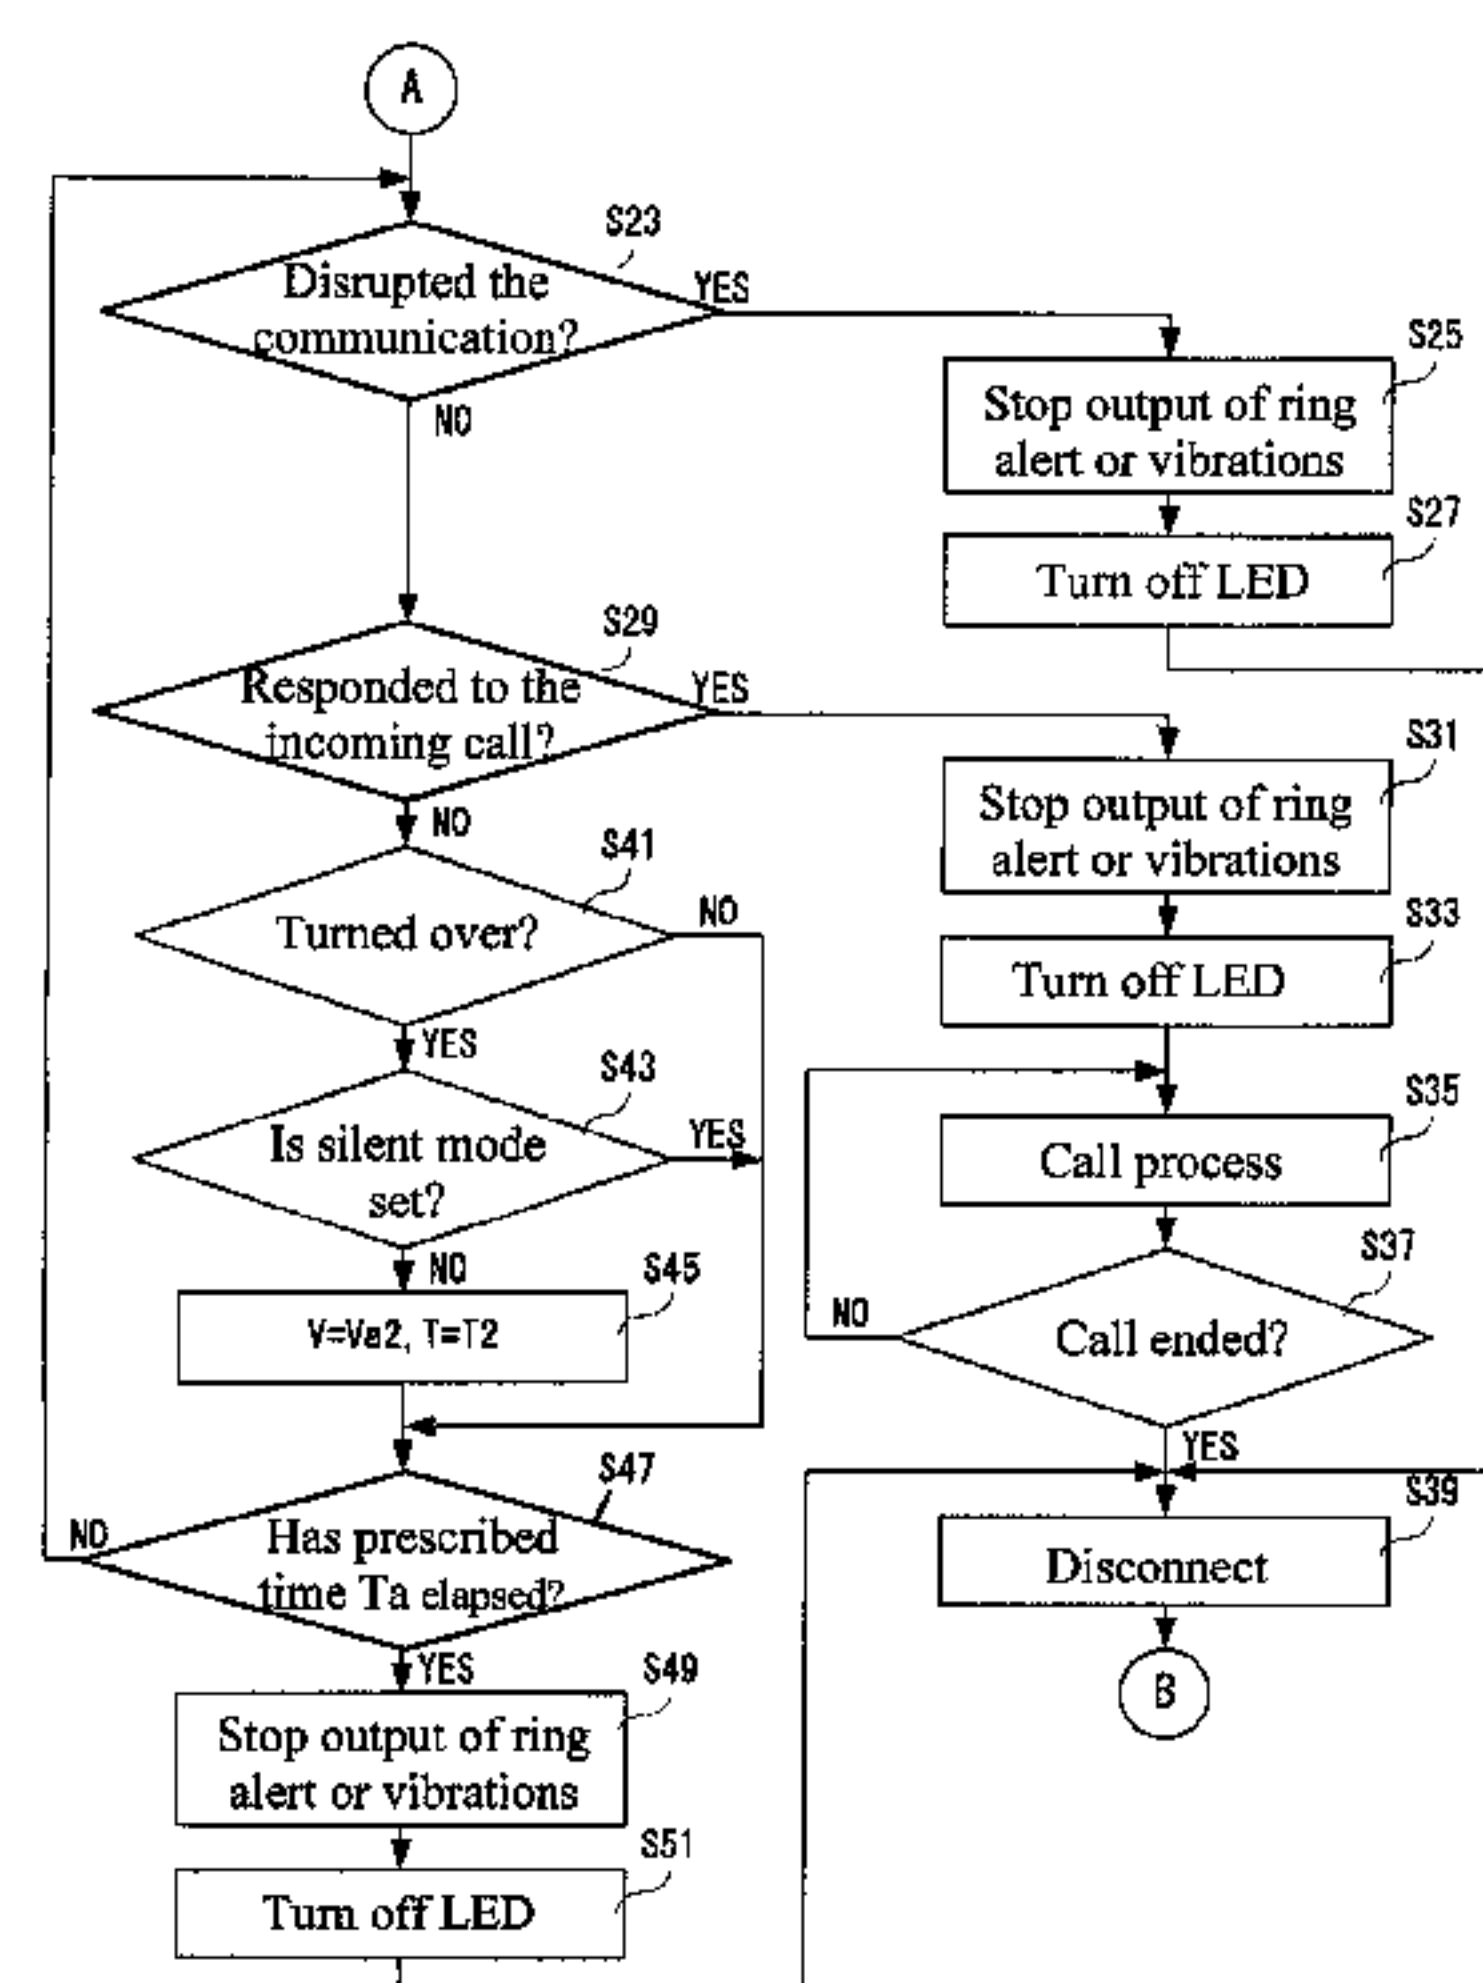 A
S23
Disrupted the
communication?
YES
NO
S25
Stop output of ring
alert or vibrations
S27
Turn off LED
S29
Responded to the
incoming call?
YES
NO
S31
Stop output of ring
alert or vibrations
S33
Turn off LED
S41
Turned over?
NO
YES
S43
Is silent mode
set?
YES
NO
S35
Call process
S37
Call ended?
NO
YES
S45
V=Va2, T=T2
S47
Has prescribed
time Ta elapsed?
NO
YES
S39
Disconnect
B
S49
Stop output of ring
alert or vibrations
S51
Turn off LED